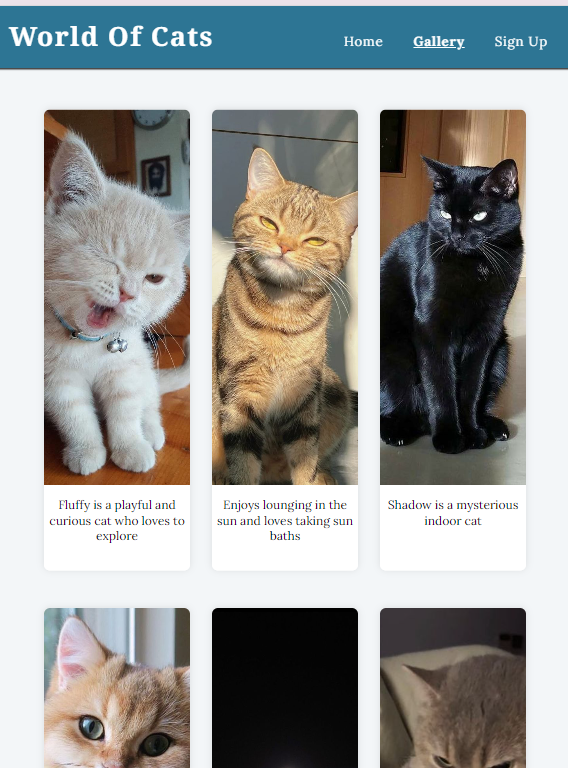 World Of Cats
Home Gallery Sign Up
Fluffy is a playful and
curious cat who loves to
explore
Enjoys lounging in the
sun and loves taking sun
baths
Shadow is a mysterious
indoor cat